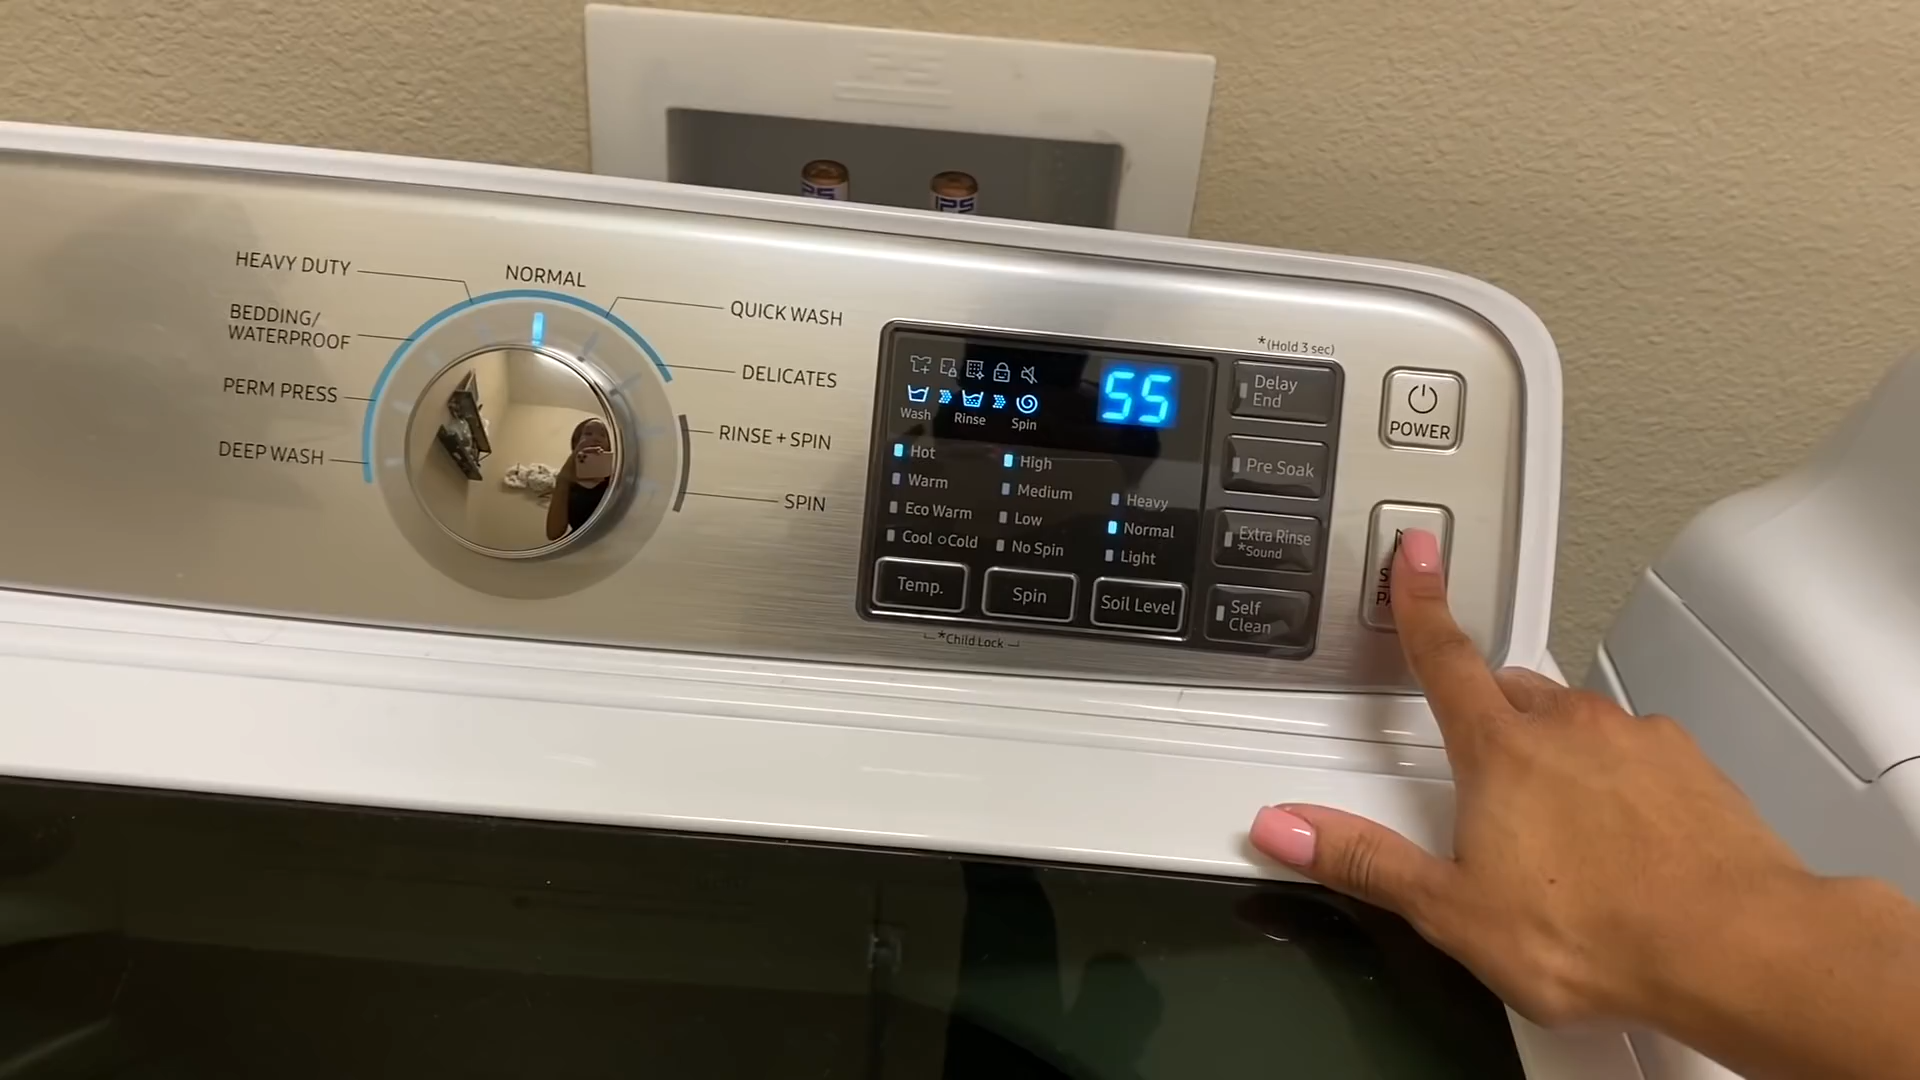 HEAVY DUTY
NORMAL
QUICK WASH
BEDDING/
WATERPROOF
DELICATES
PERM PRESS
RINSE + SPIN
DEEP WASH
SPIN
Wash
Rinse
Spin
55
Hot
Warm
Eco Warm
Cool Cold
High
Medium
Low
No Spin
Heavy
Normal
Light
Temp.
Spin
Soil Level
*Child Lock
*(Hold 3 sec)
Delay
End
Pre Soak
Extra Rinse
*Sound
Self
Clean
POWER